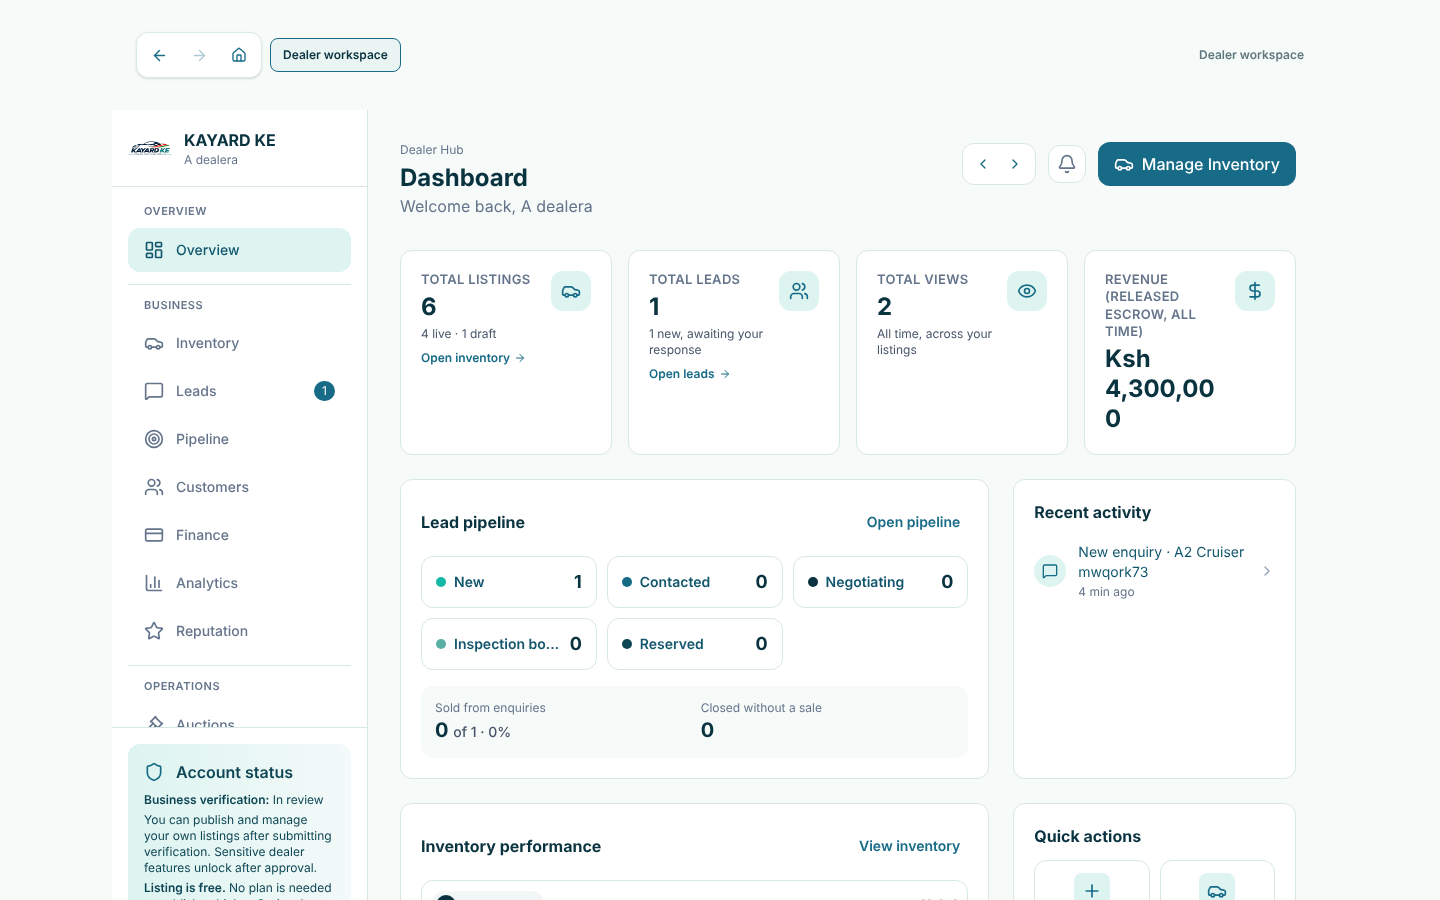 Dealer workspace
Dealer workspace
KAYARD KE
KAYARD KE
A dealera
OVERVIEW
Overview
BUSINESS
Inventory
Leads
1
Pipeline
Customers
Finance
Analytics
Reputation
OPERATIONS
Auctions
Account status
Business verification: In review
You can publish and manage
your own listings after submitting
verification. Sensitive dealer
features unlock after approval.
Listing is free. No plan is needed
Dealer Hub
Dashboard
Welcome back, A dealera
Manage Inventory
TOTAL LISTINGS
6
4 live · 1 draft
Open inventory →
TOTAL LEADS
1
1 new, awaiting your
response
Open leads →
TOTAL VIEWS
2
All time, across your
listings
REVENUE
(RELEASED
ESCROW, ALL
TIME)
Ksh
4,300,00
0
Lead pipeline
Open pipeline
New 1
Contacted 0
Negotiating 0
Inspection bo... 0
Reserved 0
Sold from enquiries
0 of 1 · 0%
Closed without a sale
0
Recent activity
New enquiry · A2 Cruiser
mwqork73
4 min ago
Inventory performance
View inventory
Quick actions